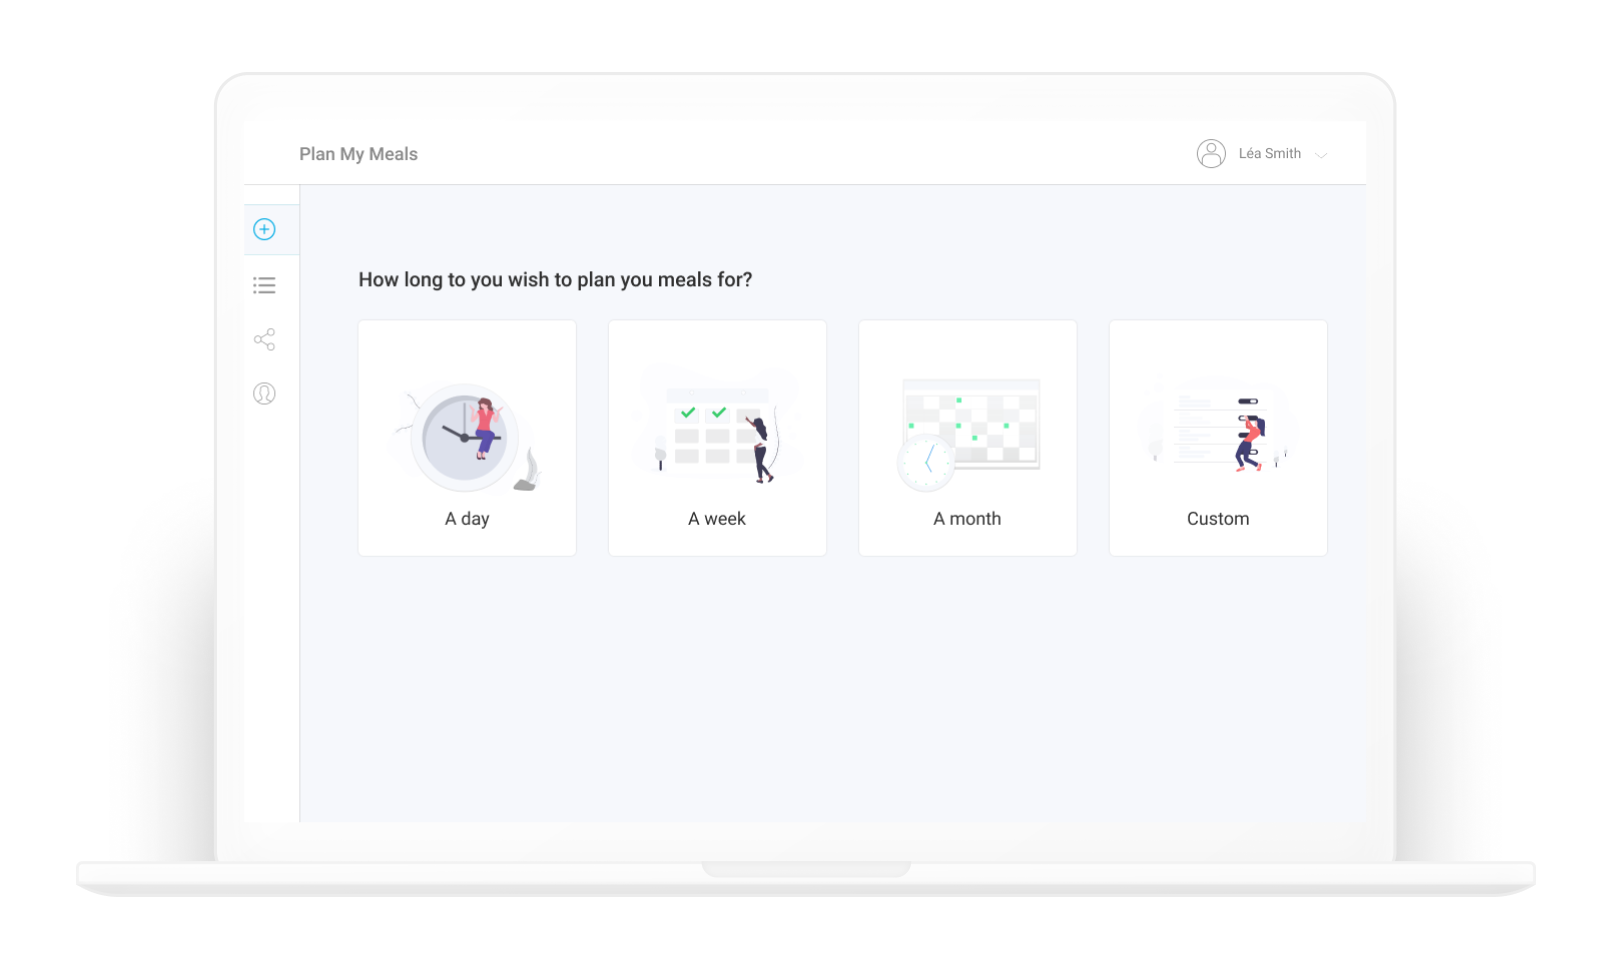 Plan My Meals
Léa Smith
How long to you wish to plan you meals for?
A day
A week
A month
Custom